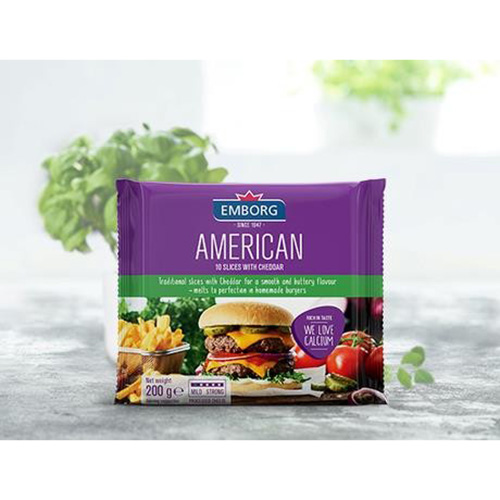 EMBORG
SINCE 1947
AMERICAN
10 SLICES WITH CHEDDAR
Traditional slices with Cheddar for a smooth and buttery flavour
- melts to perfection in homemade burgers
RICH IN TASTE
WE LOVE
CALCIUM
Net weight
200 g e
MILD STRONG
PROCESSED CHEESE